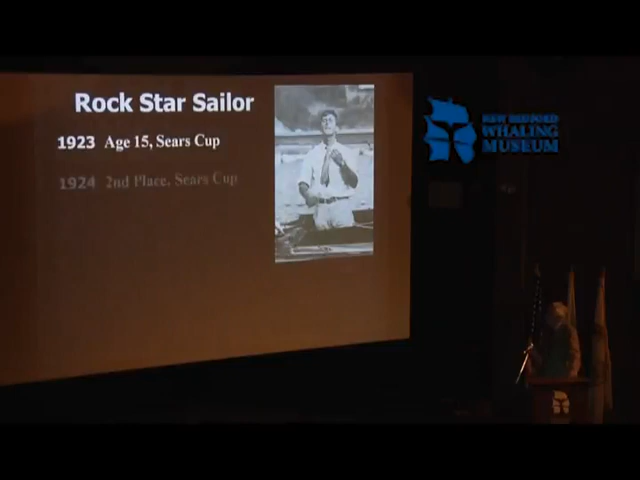 Rock Star Sailor
1923 Age 15, Sears Cup
1924 2nd Place, Sears Cup
NEW BEDFORD
WHALING
MUSEUM